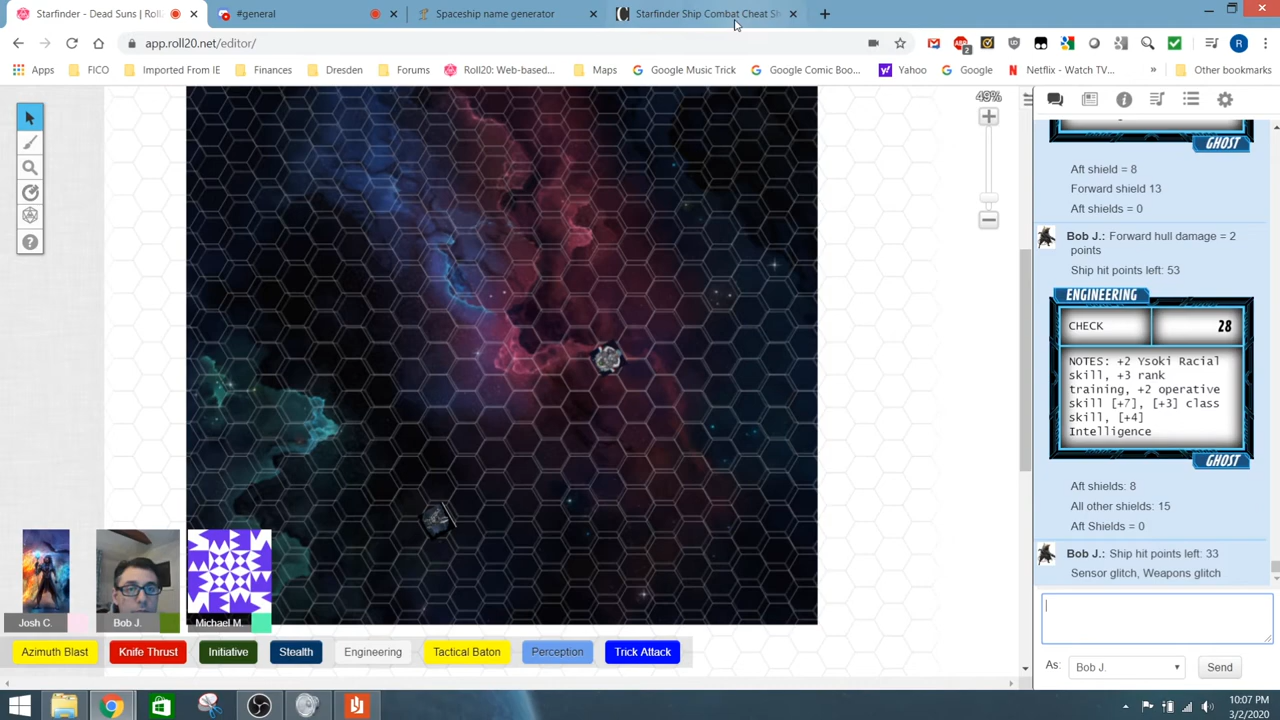 Starfinder - Dead Suns | Roll
#general
Spaceship name generator
Starfinder Ship Combat Cheat Sh
app.roll20.net/editor/
2
R
Apps
FICO
Imported From IE
Finances
Dresden
Forums
Roll20: Web-based...
Maps
Google Music Trick
Google Comic Boo...
Yahoo
Google
Netflix - Watch TV...
»
Other bookmarks
49%
GHOST
Aft shield = 8
Forward shield 13
Aft shields = 0
Bob J.: Forward hull damage = 2
points
Ship hit points left: 53
ENGINEERING
CHECK 28
NOTES: +2 Ysoki Racial
skill, +3 rank
training, +2 operative
skill [+7], [+3] class
skill, [+4]
Intelligence
GHOST
Aft shields: 8
All other shields: 15
Aft Shields = 0
Bob J.: Ship hit points left: 33
Sensor glitch, Weapons glitch
As: Bob J. Send
Josh C.
Bob J.
Michael M.
Azimuth Blast
Knife Thrust
Initiative
Stealth
Engineering
Tactical Baton
Perception
Trick Attack
10:07 PM
3/2/2020